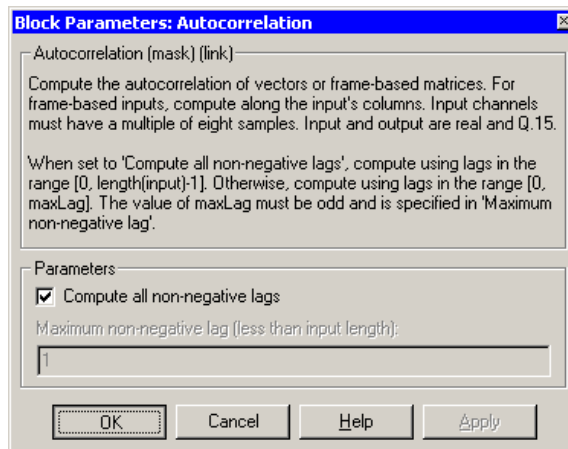 Block Parameters: Autocorrelation
Autocorrelation (mask) (link)
Compute the autocorrelation of vectors or frame-based matrices. For
frame-based inputs, compute along the input's columns. Input channels
must have a multiple of eight samples. Input and output are real and Q.15.
When set to 'Compute all non-negative lags', compute using lags in the
range [0, length(input)-1]. Otherwise, compute using lags in the range [0,
maxLag]. The value of maxLag must be odd and is specified in 'Maximum
non-negative lag'.
Parameters
Compute all non-negative lags
Maximum non-negative lag (less than input length):
1
OK Cancel Help Apply